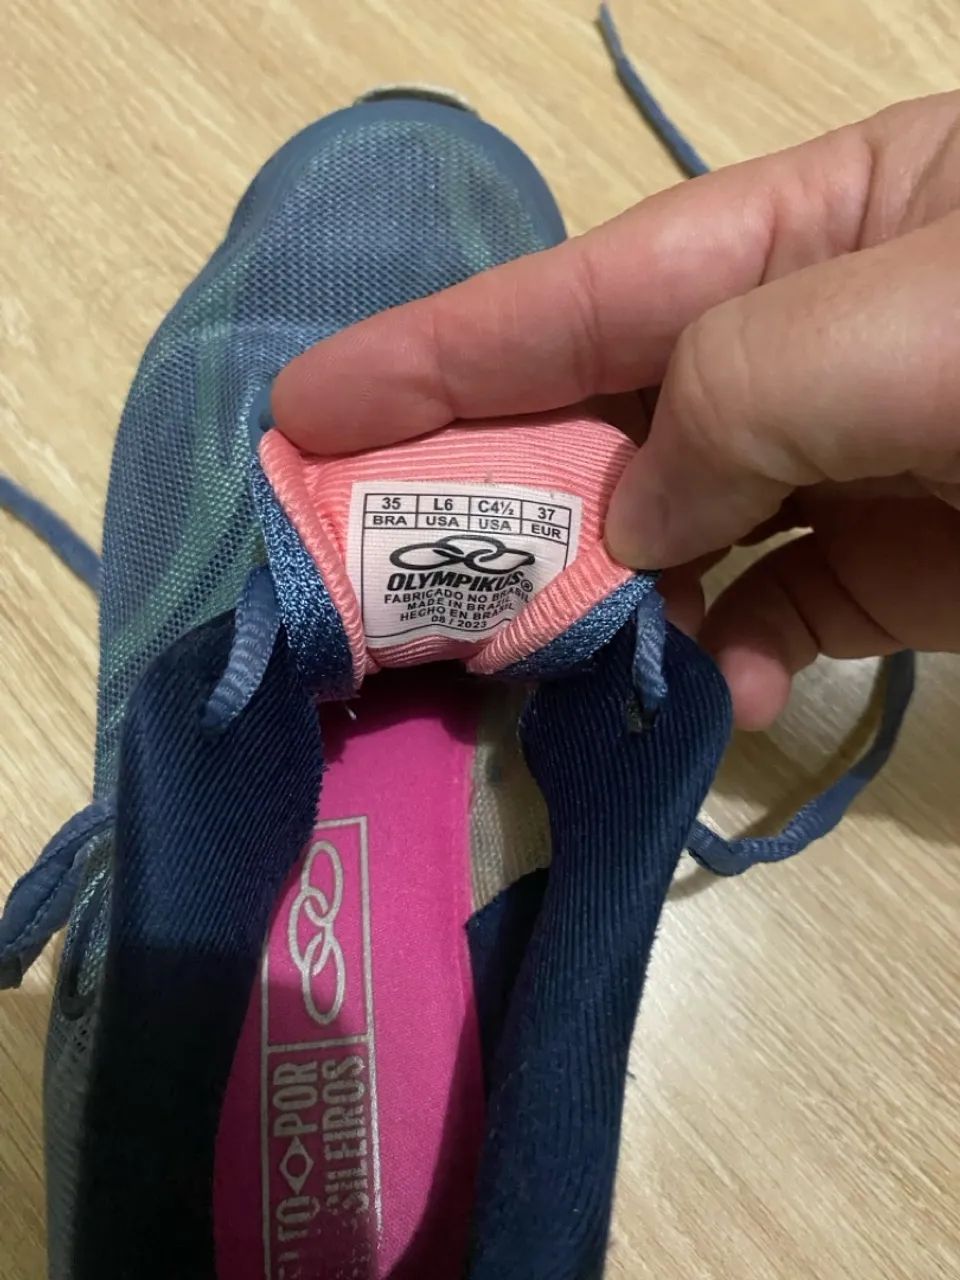 35 L6 C4½ 37
BRA USA USA EUR
OLYMPIKUS®
FABRICADO NO BRASIL
MADE IN BRAZIL
HECHO EN BRASIL
08 / 2023
POR